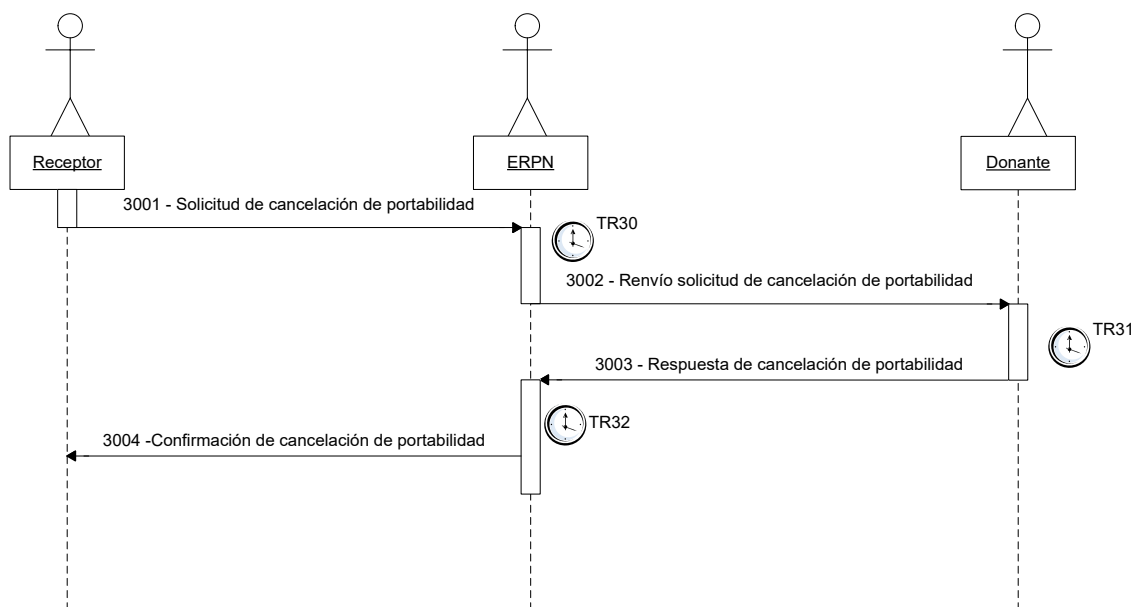 Receptor
ERPN
Donante
3001 - Solicitud de cancelación de portabilidad
TR30
3002 - Renvío solicitud de cancelación de portabilidad
TR31
3003 - Respuesta de cancelación de portabilidad
TR32
3004 -Confirmación de cancelación de portabilidad